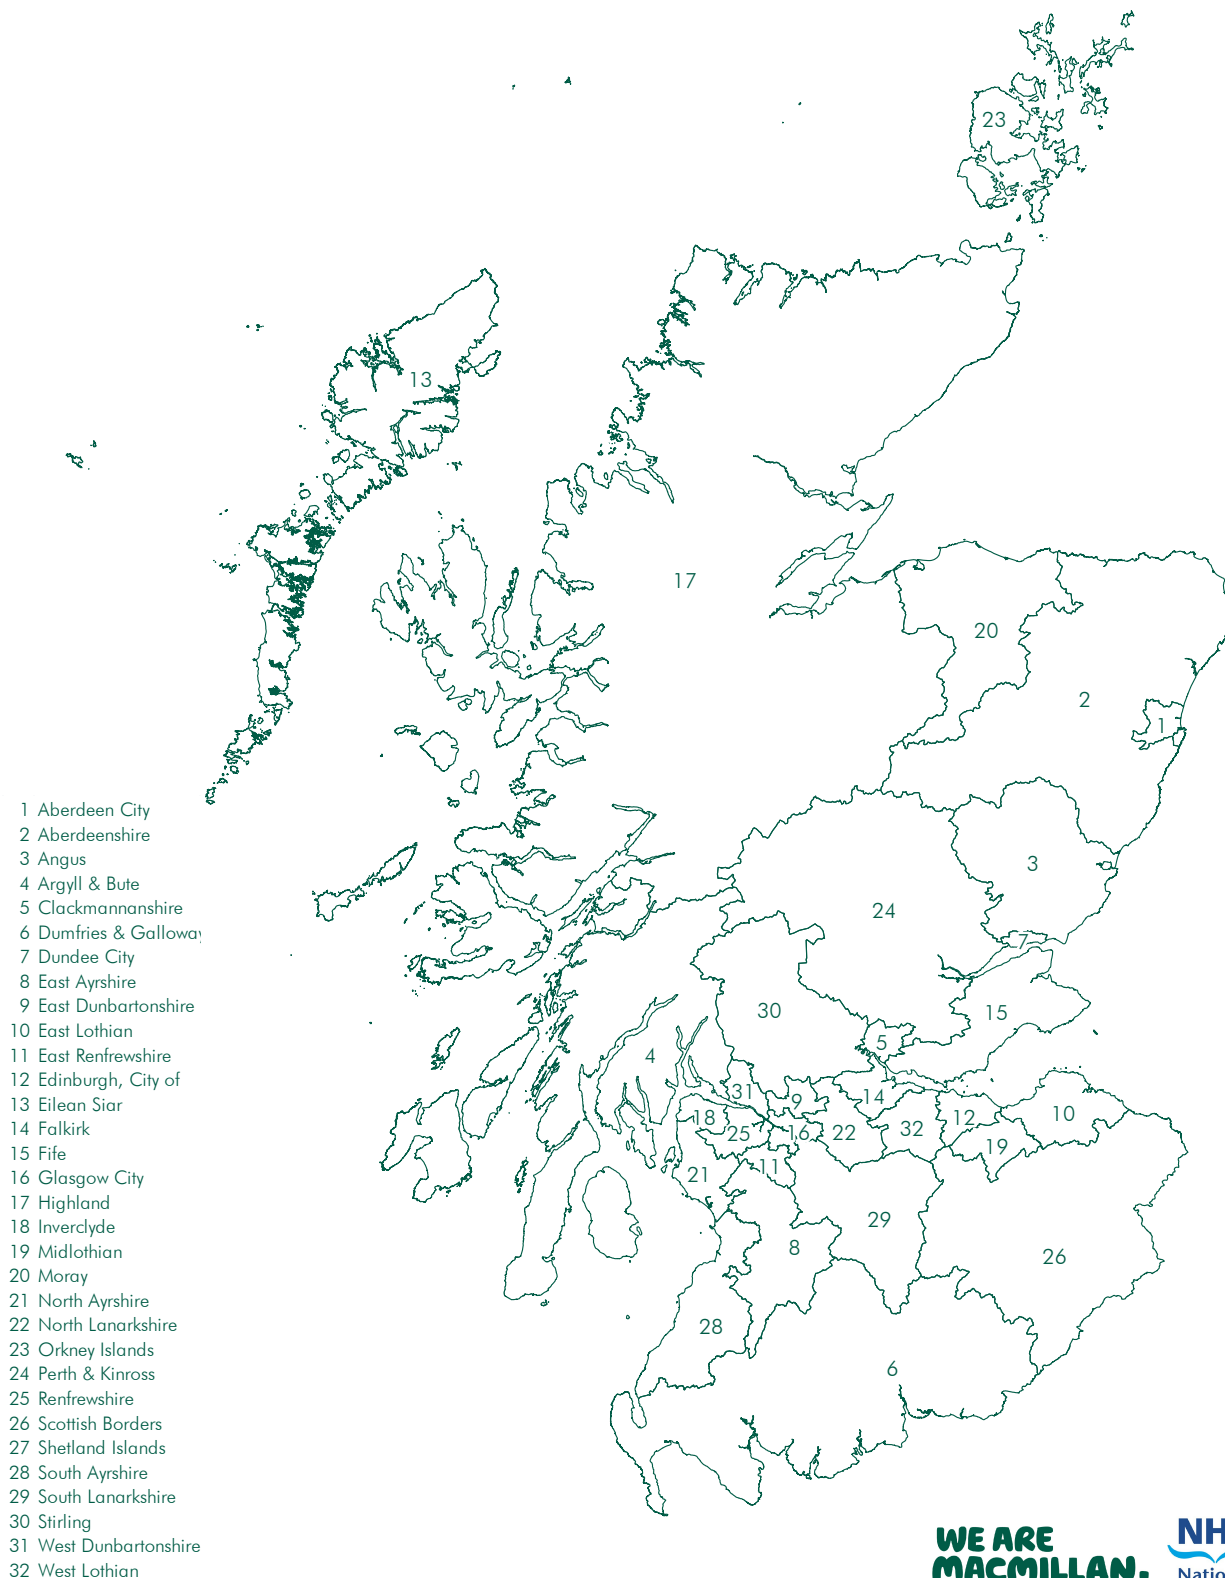 23
13
17
20
2
1
3
24
7
15
30
5
4
31
9
14
12
10
18
25
16
22
32
19
21
11
29
8
26
28
6
1 Aberdeen City
2 Aberdeenshire
3 Angus
4 Argyll & Bute
5 Clackmannanshire
6 Dumfries & Galloway
7 Dundee City
8 East Ayrshire
9 East Dunbartonshire
10 East Lothian
11 East Renfrewshire
12 Edinburgh, City of
13 Eilean Siar
14 Falkirk
15 Fife
16 Glasgow City
17 Highland
18 Inverclyde
19 Midlothian
20 Moray
21 North Ayrshire
22 North Lanarkshire
23 Orkney Islands
24 Perth & Kinross
25 Renfrewshire
26 Scottish Borders
27 Shetland Islands
28 South Ayrshire
29 South Lanarkshire
30 Stirling
31 West Dunbartonshire
32 West Lothian
WE ARE
MACMILLAN.
NH
Natio